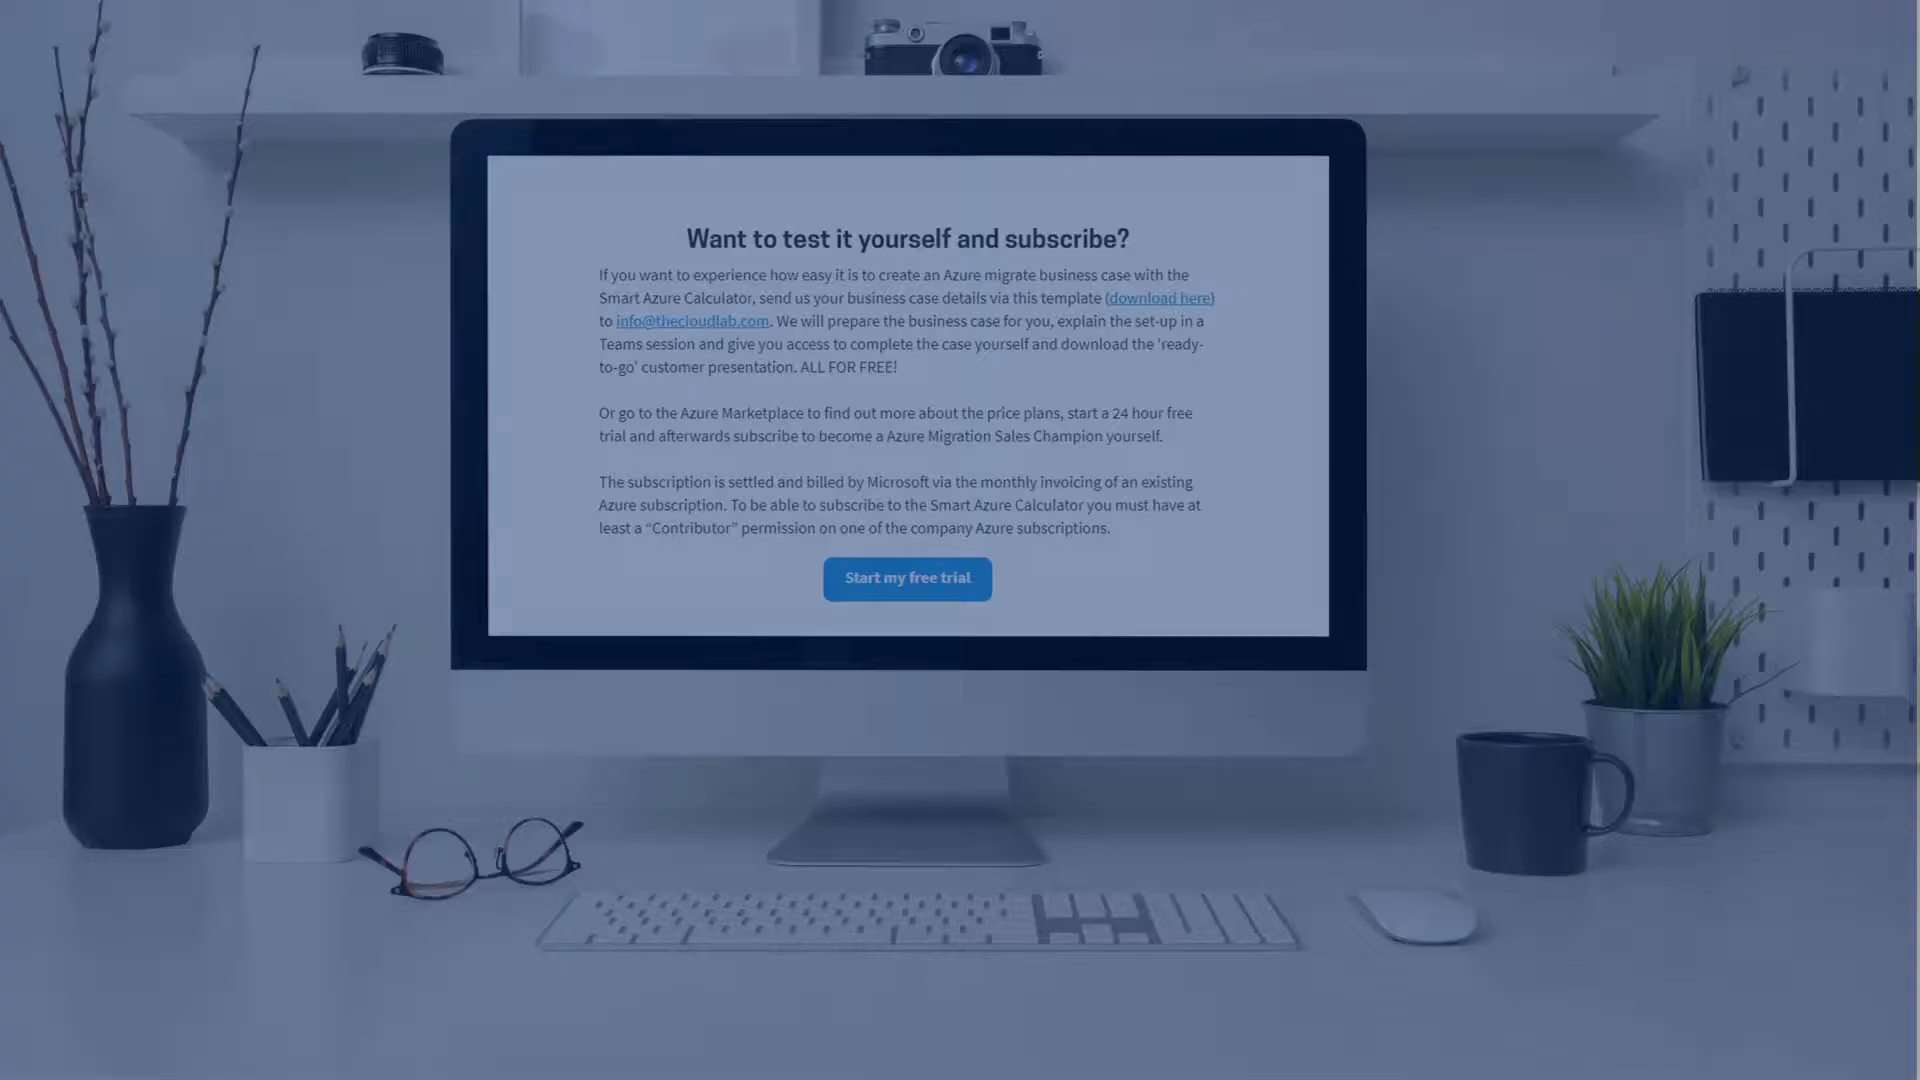 Want to test it yourself and subscribe?
If you want to experience how easy it is to create an Azure migrate business case with the
Smart Azure Calculator, send us your business case details via this template (download here)
to info@thecloudlab.com. We will prepare the business case for you, explain the set-up in a
Teams session and give you access to complete the case yourself and download the 'ready-
to-go' customer presentation. ALL FOR FREE!
Or go to the Azure Marketplace to find out more about the price plans, start a 24 hour free
trial and afterwards subscribe to become a Azure Migration Sales Champion yourself.
The subscription is settled and billed by Microsoft via the monthly invoicing of an existing
Azure subscription. To be able to subscribe to the Smart Azure Calculator you must have at
least a “Contributor” permission on one of the company Azure subscriptions.
Start my free trial